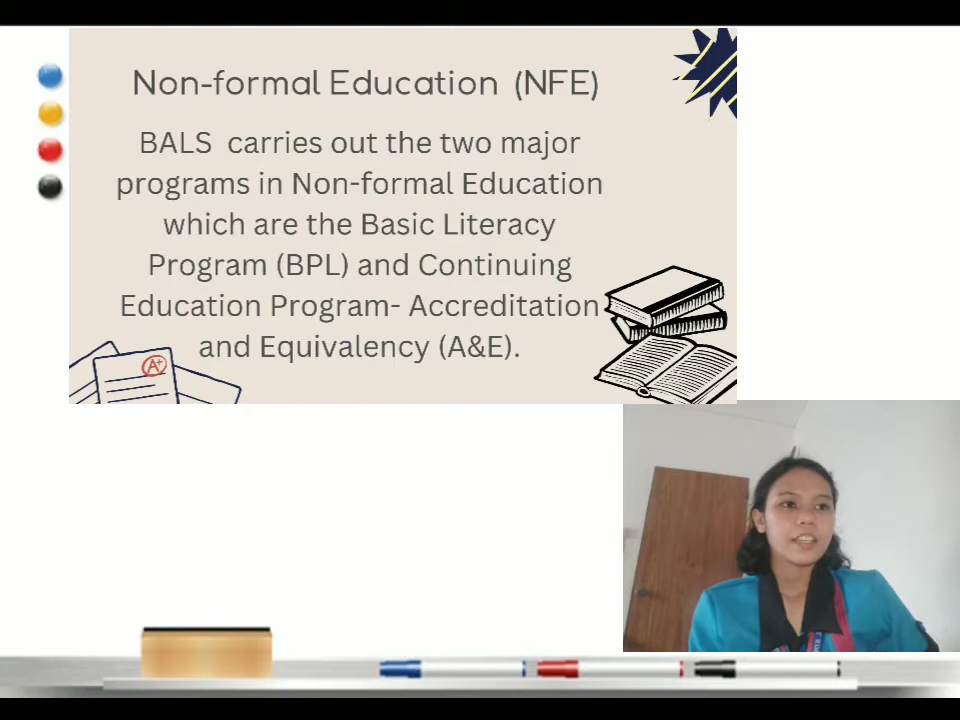 Non-formal Education (NFE)
BALS carries out the two major
programs in Non-formal Education
which are the Basic Literacy
Program (BPL) and Continuing
Education Program- Accreditation
and Equivalency (A&E).
A+